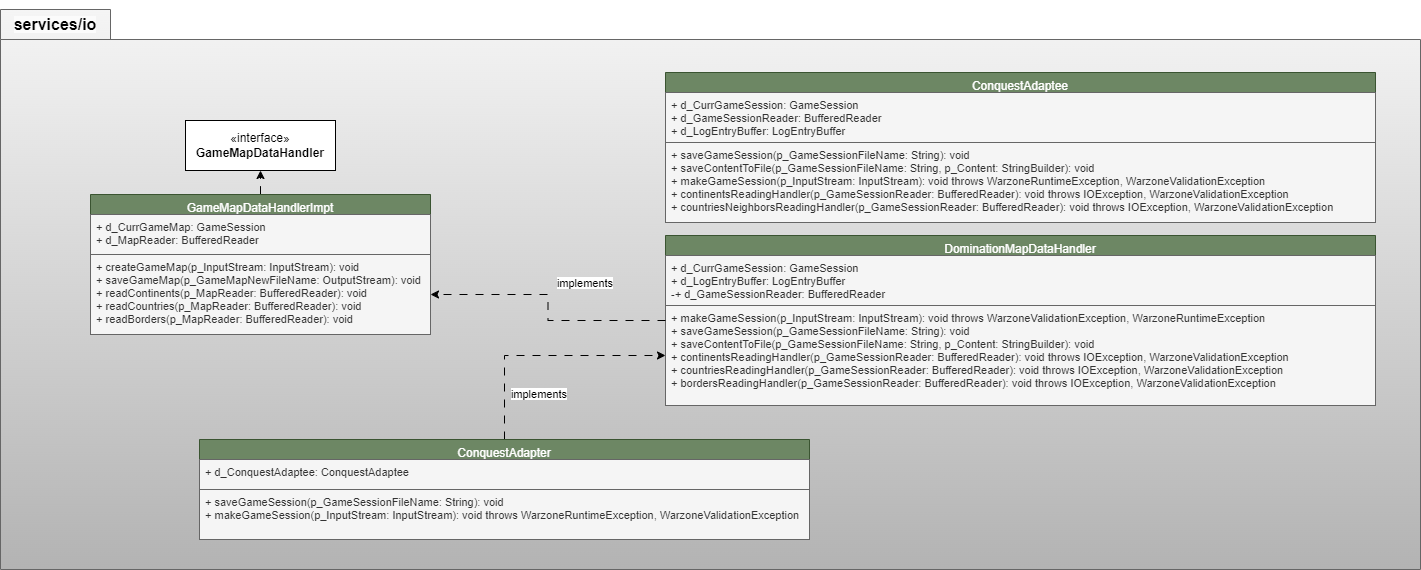 services/io
«interface»
GameMapDataHandler
GameMapDataHandlerImpt
+ d_CurrGameMap: GameSession
+ d_MapReader: BufferedReader
+ createGameMap(p_InputStream: InputStream): void
+ saveGameMap(p_GameMapNewFileName: OutputStream): void
+ readContinents(p_MapReader: BufferedReader): void
+ readCountries(p_MapReader: BufferedReader): void
+ readBorders(p_MapReader: BufferedReader): void
ConquestAdaptee
+ d_CurrGameSession: GameSession
+ d_GameSessionReader: BufferedReader
+ d_LogEntryBuffer: LogEntryBuffer
+ saveGameSession(p_GameSessionFileName: String): void
+ saveContentToFile(p_GameSessionFileName: String, p_Content: StringBuilder): void
+ makeGameSession(p_InputStream: InputStream): void throws WarzoneRuntimeException, WarzoneValidationException
+ continentsReadingHandler(p_GameSessionReader: BufferedReader): void throws IOException, WarzoneValidationException
+ countriesNeighborsReadingHandler(p_GameSessionReader: BufferedReader): void throws IOException, WarzoneValidationException
DominationMapDataHandler
+ d_CurrGameSession: GameSession
+ d_LogEntryBuffer: LogEntryBuffer
-+ d_GameSessionReader: BufferedReader
+ makeGameSession(p_InputStream: InputStream): void throws WarzoneValidationException, WarzoneRuntimeException
+ saveGameSession(p_GameSessionFileName: String): void
+ saveContentToFile(p_GameSessionFileName: String, p_Content: StringBuilder): void
+ continentsReadingHandler(p_GameSessionReader: BufferedReader): void throws IOException, WarzoneValidationException
+ countriesReadingHandler(p_GameSessionReader: BufferedReader): void throws IOException, WarzoneValidationException
+ bordersReadingHandler(p_GameSessionReader: BufferedReader): void throws IOException, WarzoneValidationException
implements
implements
ConquestAdapter
+ d_ConquestAdaptee: ConquestAdaptee
+ saveGameSession(p_GameSessionFileName: String): void
+ makeGameSession(p_InputStream: InputStream): void throws WarzoneRuntimeException, WarzoneValidationException